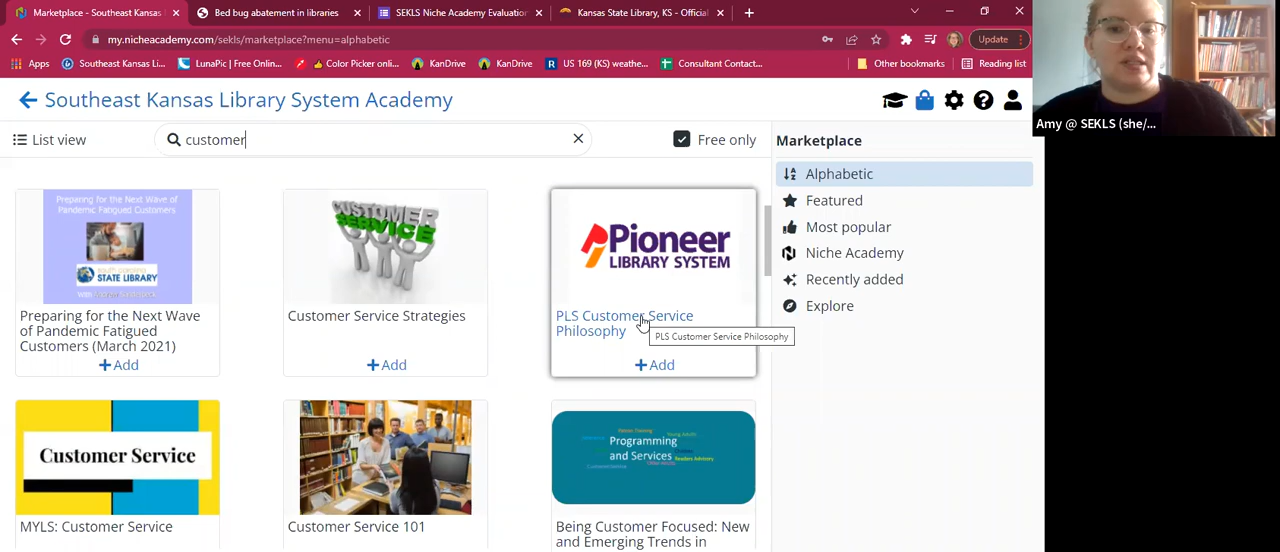 Marketplace - Southeast Kansas
Bed bug abatement in libraries
SEKLS Niche Academy Evaluation
Kansas State Library, KS - Official
my.nicheacademy.com/sekls/marketplace?menu=alphabetic
Update
Apps
Southeast Kansas Li...
LunaPic | Free Onlin...
Color Picker onli...
KanDrive
KanDrive
US 169 (KS) weathe...
Consultant Contact...
Other bookmarks
Reading list
Amy @ SEKLS (she/...
Southeast Kansas Library System Academy
List view
customer
Free only
Marketplace
Alphabetic
Featured
Most popular
Niche Academy
Recently added
Explore
Preparing for the Next Wave of
Pandemic Fatigued Customers
STATE LIBRARY
Preparing for the Next Wave
of Pandemic Fatigued
Customers (March 2021)
+Add
CUSTOMER
SERVICE
Customer Service Strategies
+Add
Pioneer
LIBRARY SYSTEM
PLS Customer Service
Philosophy
PLS Customer Service Philosophy
+Add
Customer Service
MYLS: Customer Service
Customer Service 101
Programming
and Services
Being Customer Focused: New
and Emerging Trends in